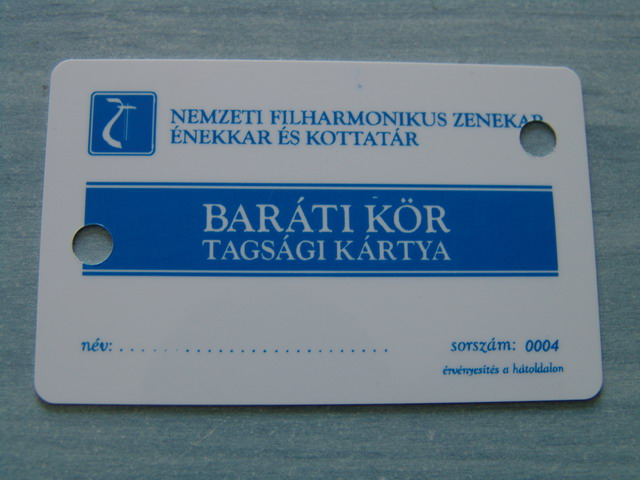 NEMZETI FILHARMONIKUS ZENEKAR
ÉNEKKAR ÉS KOTTATÁR
BARÁTI KÖR
TAGSÁGI KÁRTYA
név: . . . . . . . . . . . . . . . . . . . . . . . . . . . sorszám: 0004
érvényesítés a hátoldalon